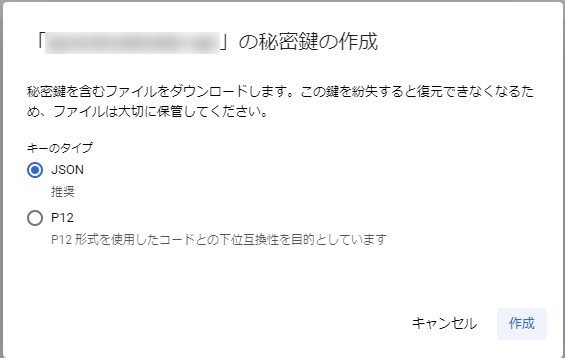 「」の秘密鍵の作成
秘密鍵を含むファイルをダウンロードします。この鍵を紛失すると復元できなくなるた
め、ファイルは大切に保管してください。
キーのタイプ
JSON
推奨
P12
P12 形式を使用したコードとの下位互換性を目的としています
キャンセル 作成